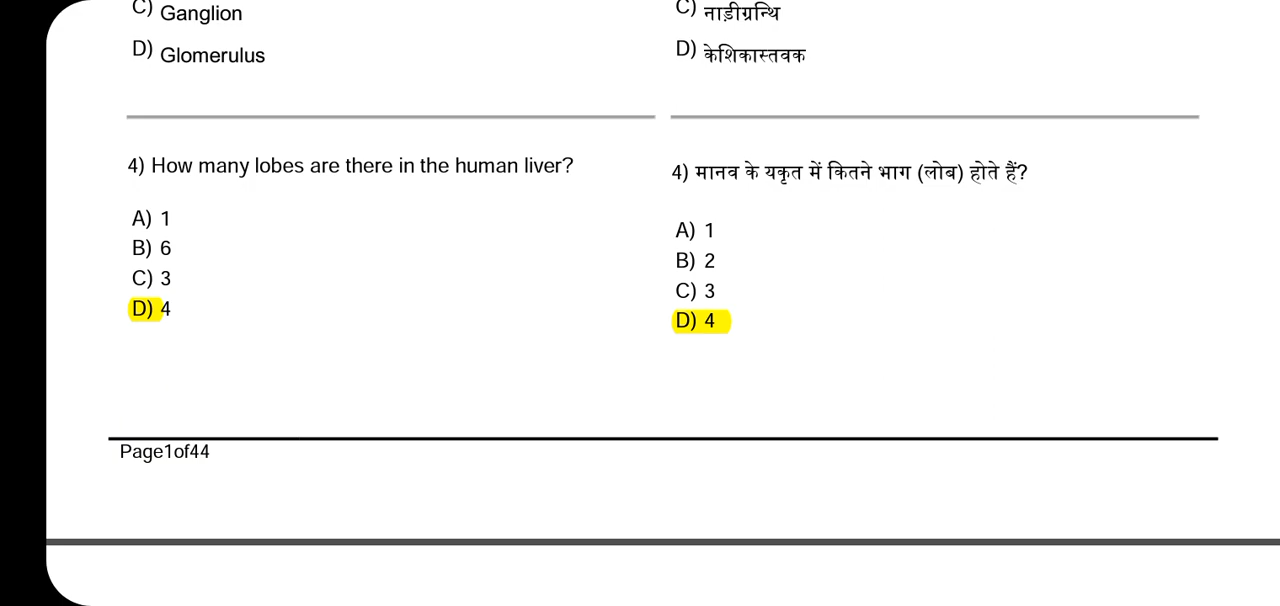 C) Ganglion
D) Glomerulus
4) How many lobes are there in the human liver?
A) 1
B) 6
C) 3
D) 4
C) नाड़ीग्रन्थि
D) केशिकास्तवक
4) मानव के यकृत में कितने भाग (लोब) होते हैं?
A) 1
B) 2
C) 3
D) 4
Page1of44